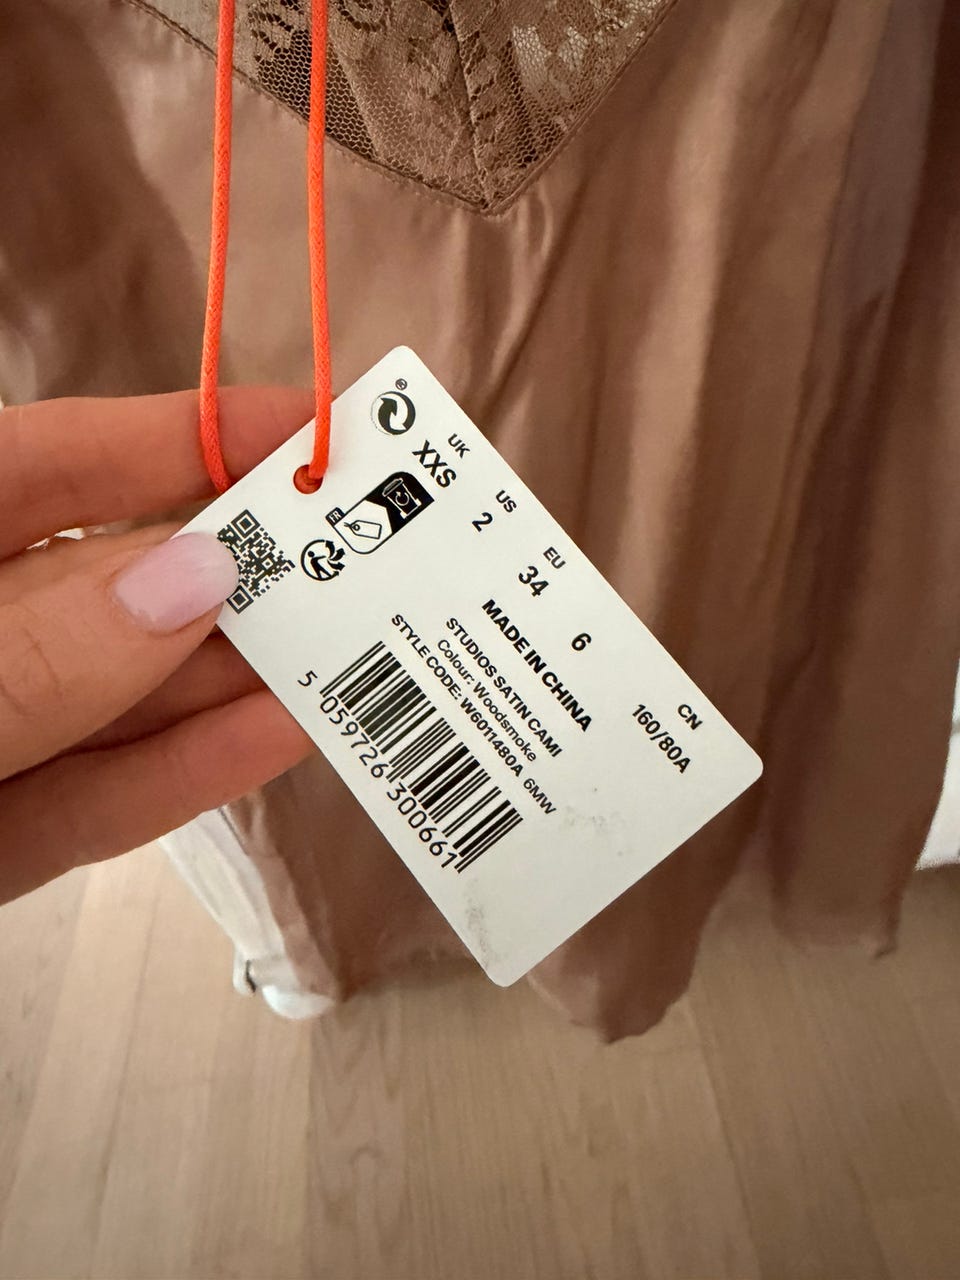 ®
UK
XXS
US
2
EU
34
6
CN
160/80A
FR
MADE IN CHINA
STUDIOS SATIN CAMI
Colour: Woodsmoke
STYLE CODE: W6011480A 6MW
5 059726 300661